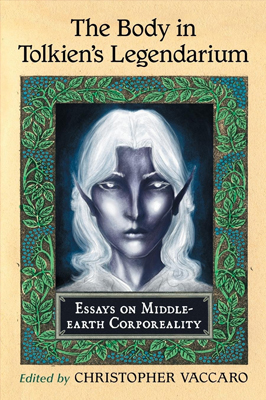 The Body in
Tolkien's Legendarium
ESSAYS ON MIDDLE-
EARTH CORPOREALITY
Edited by CHRISTOPHER VACCARO